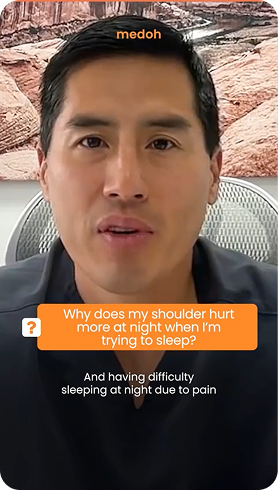 medoh
?
Why does my shoulder hurt
more at night when I'm
trying to sleep?
And having difficulty
sleeping at night due to pain